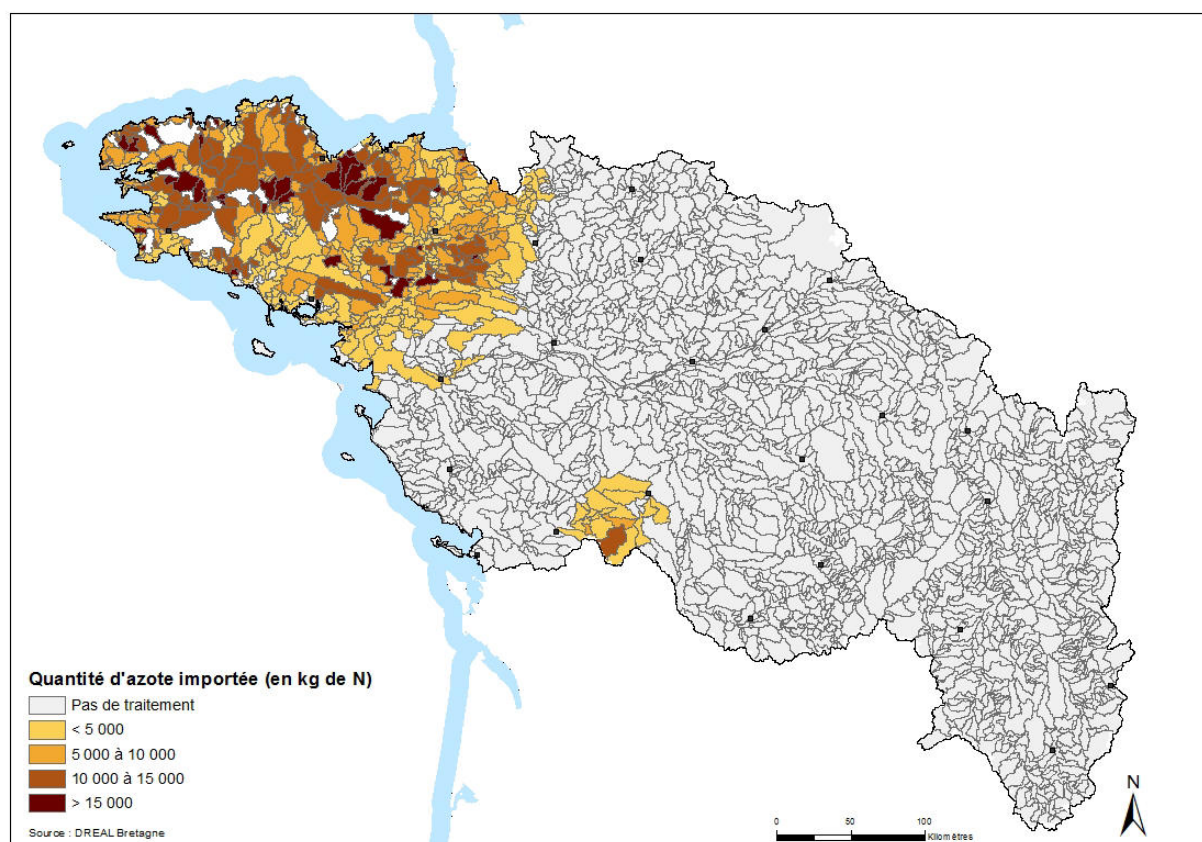 Quantité d'azote importée (en kg de N)
Pas de traitement
< 5 000
5 000 à 10 000
10 000 à 15 000
> 15 000
Source : DREAL Bretagne
N
0 50 100
Kilomètres